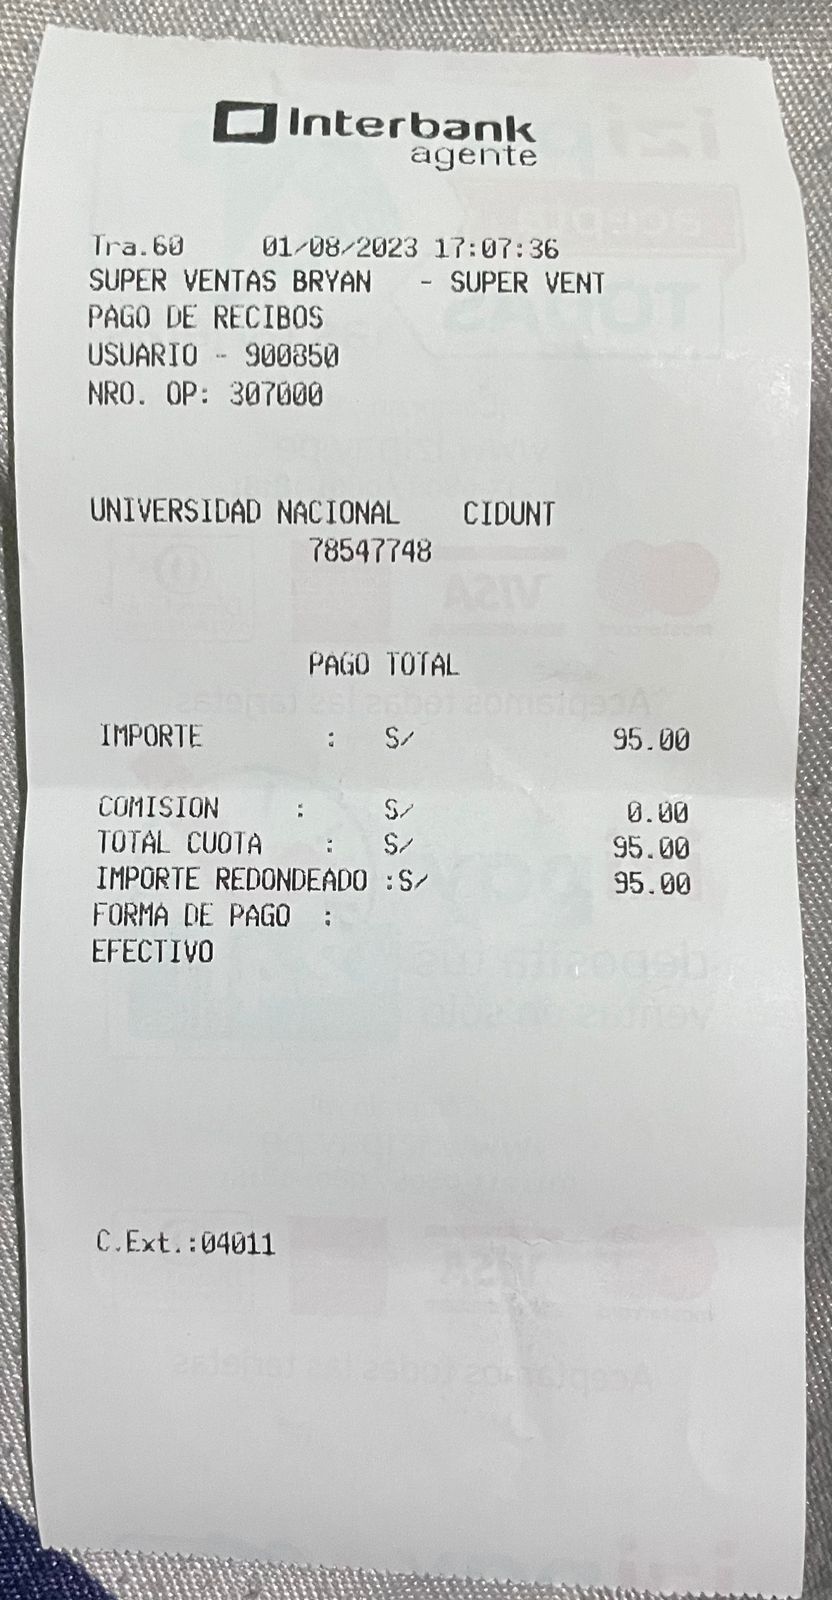 Interbank
agente
Tra.60 01/08/2023 17:07:36
SUPER VENTAS BRYAN - SUPER VENT
PAGO DE RECIBOS
USUARIO - 900850
NRO. OP: 307000
UNIVERSIDAD NACIONAL CIDUNT
78547748
PAGO TOTAL
IMPORTE : S/ 95.00
COMISION : S/ 0.00
TOTAL CUOTA : S/ 95.00
IMPORTE REDONDEADO :S/ 95.00
FORMA DE PAGO :
EFECTIVO
C.Ext.:04011